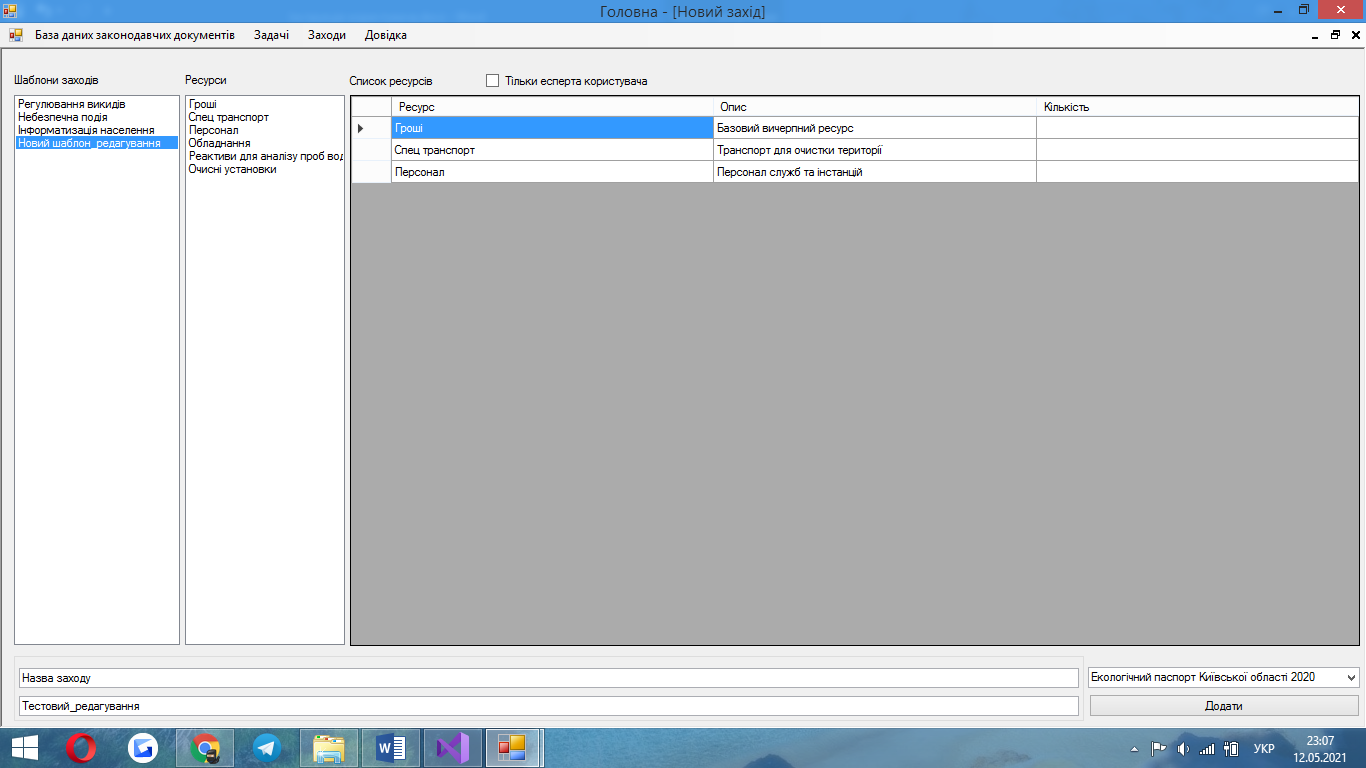 Головна - [Новий захід]
База даних законодавчих документів Задачі Заходи Довідка
Шаблони заходів
Регулювання викидів
Небезпечна подія
Інформатизація населення
Новий шаблон_редагування
Ресурси
Гроші
Спец транспорт
Персонал
Обладнання
Реактиви для аналізу проб вод
Очисні установки
Список ресурсів Тільки есперта користувача
Ресурс Опис Кількість
Гроші Базовий вичерпний ресурс
Спец транспорт Транспорт для очистки території
Персонал Персонал служб та інстанцій
Назва заходу
Екологічний паспорт Київської області 2020
Тестовий_редагування
Додати
УКР
23:07
12.05.2021